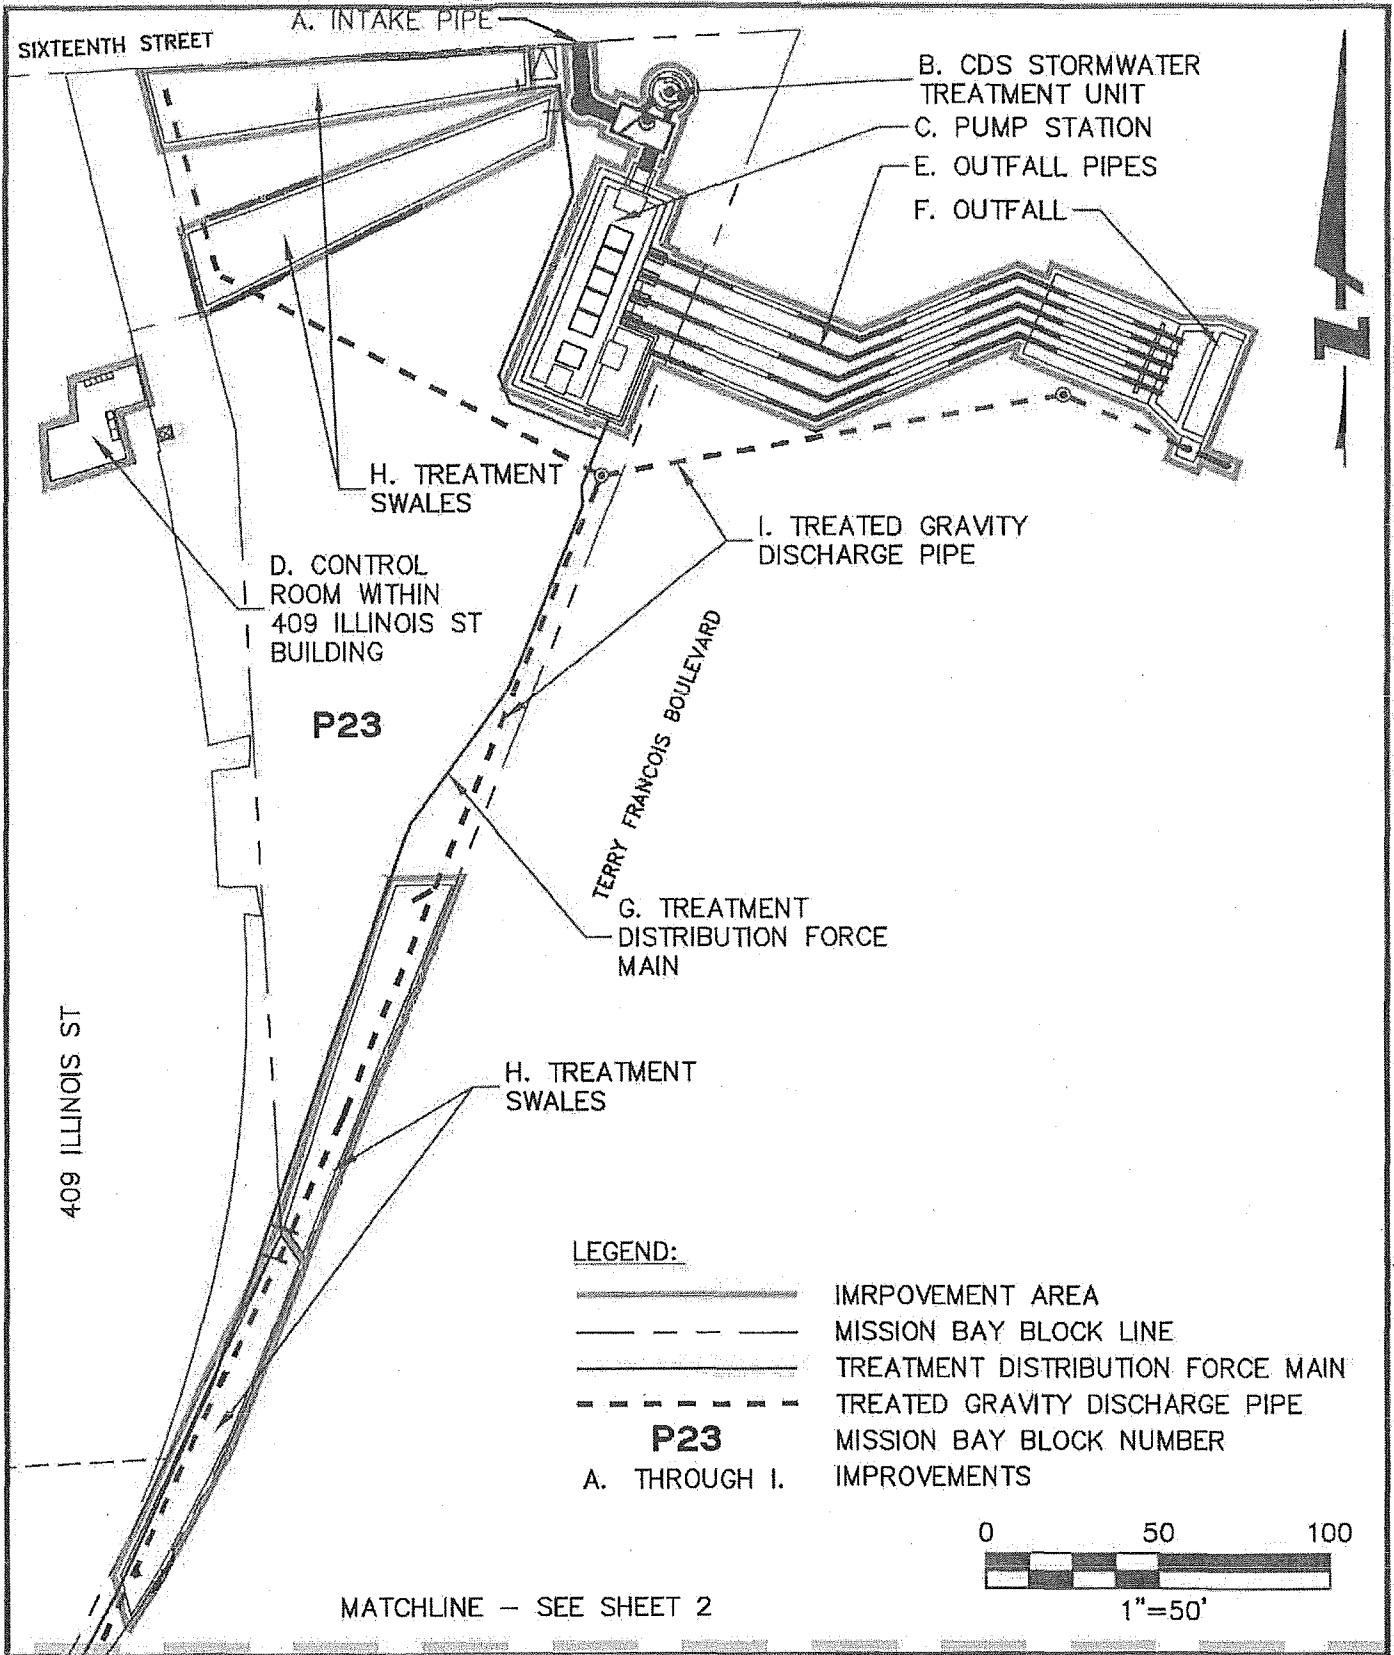 A. INTAKE PIPE
SIXTEENTH STREET
B. CDS STORMWATER
TREATMENT UNIT
C. PUMP STATION
E. OUTFALL PIPES
F. OUTFALL
N
H. TREATMENT
SWALES
I. TREATED GRAVITY
DISCHARGE PIPE
D. CONTROL
ROOM WITHIN
409 ILLINOIS ST
BUILDING
P23
TERRY FRANCOIS BOULEVARD
G. TREATMENT
DISTRIBUTION FORCE
MAIN
409 ILLINOIS ST
H. TREATMENT
SWALES
LEGEND:
IMRPOVEMENT AREA
MISSION BAY BLOCK LINE
TREATMENT DISTRIBUTION FORCE MAIN
TREATED GRAVITY DISCHARGE PIPE
P23 MISSION BAY BLOCK NUMBER
A. THROUGH I. IMPROVEMENTS
0 50 100
1"=50'
MATCHLINE – SEE SHEET 2